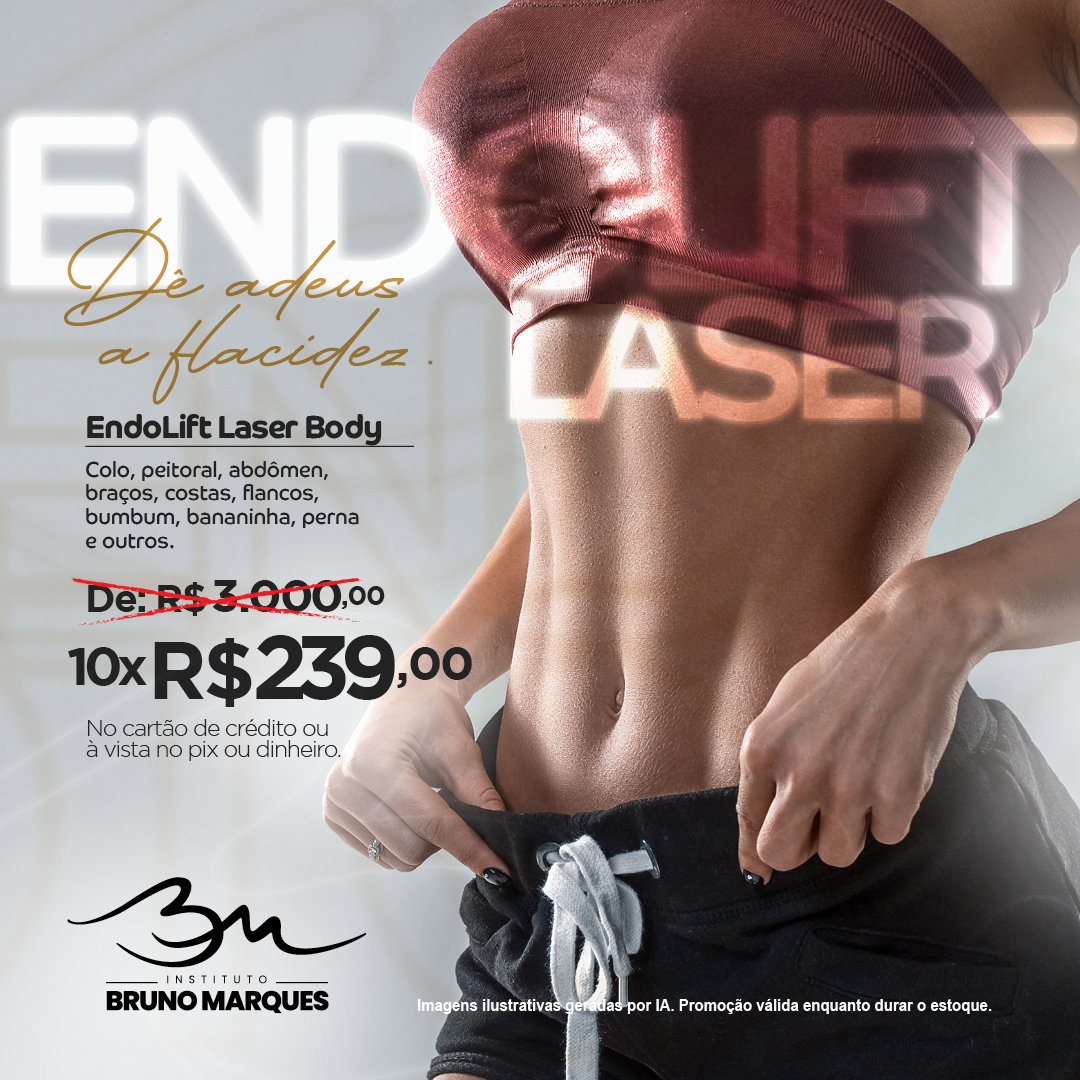 ENDOLIFT
LASER
Dê adeus
a flacidez.
EndoLift Laser Body
Colo, peitoral, abdômen,
braços, costas, flancos,
bumbum, bananinha, perna
e outros.
De: R$ 3.000,00
10x R$ 239,00
No cartão de crédito ou
à vista no pix ou dinheiro.
Bm
INSTITUTO
BRUNO MARQUES
Imagens ilustrativas geradas por IA. Promoção válida enquanto durar o estoque.